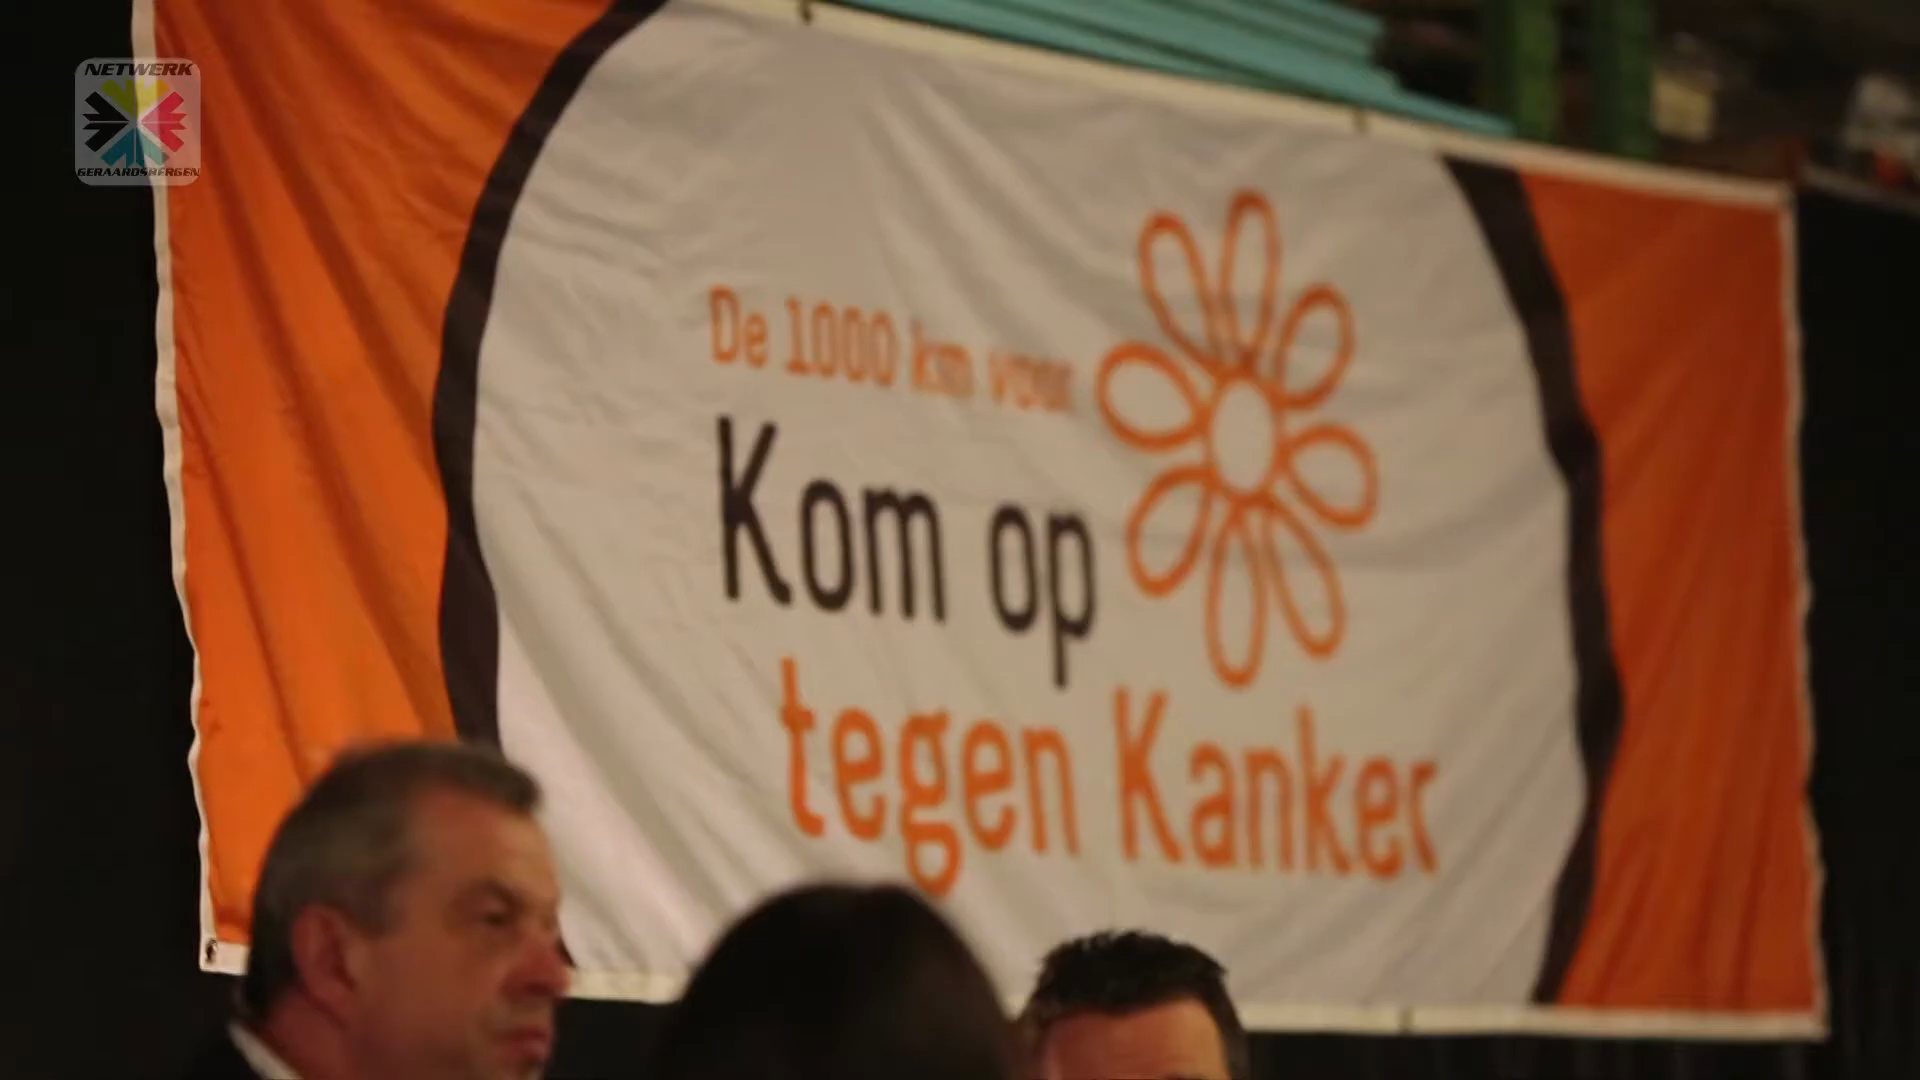 NETWERK
GERAARDSBERGEN
De 1000 km voor
Kom op
tegen Kanker